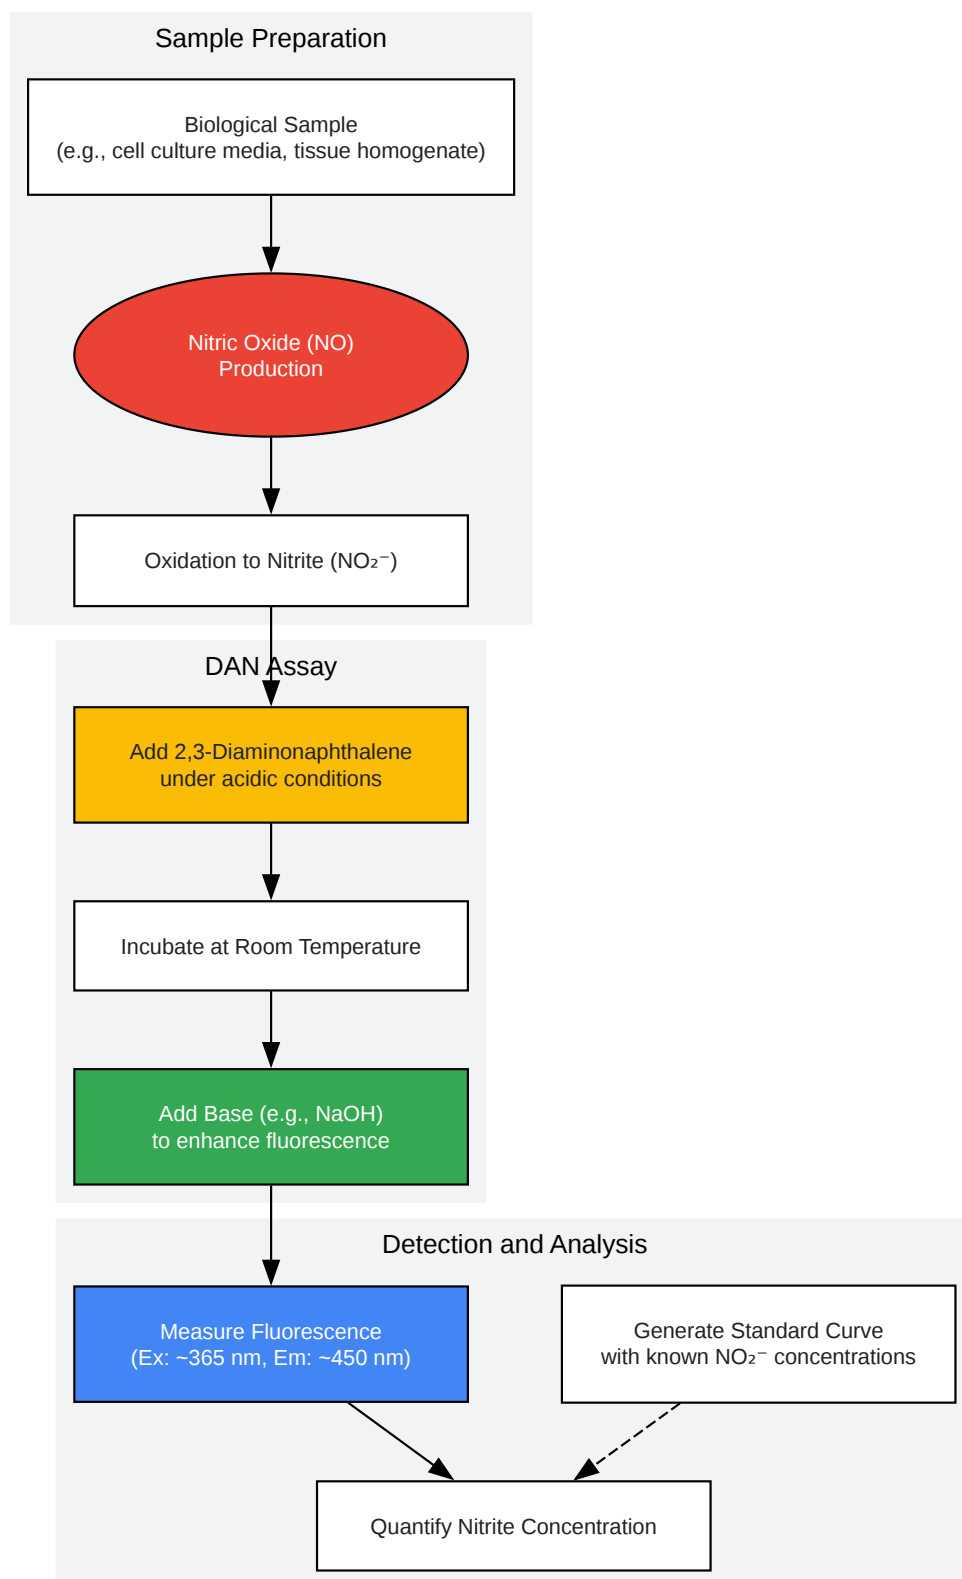 Sample Preparation
Biological Sample
(e.g., cell culture media, tissue homogenate)
Nitric Oxide (NO)
Production
Oxidation to Nitrite (NO₂⁻)
DAN Assay
Add 2,3-Diaminonaphthalene
under acidic conditions
Incubate at Room Temperature
Add Base (e.g., NaOH)
to enhance fluorescence
Detection and Analysis
Measure Fluorescence
(Ex: ~365 nm, Em: ~450 nm)
Generate Standard Curve
with known NO₂⁻ concentrations
Quantify Nitrite Concentration